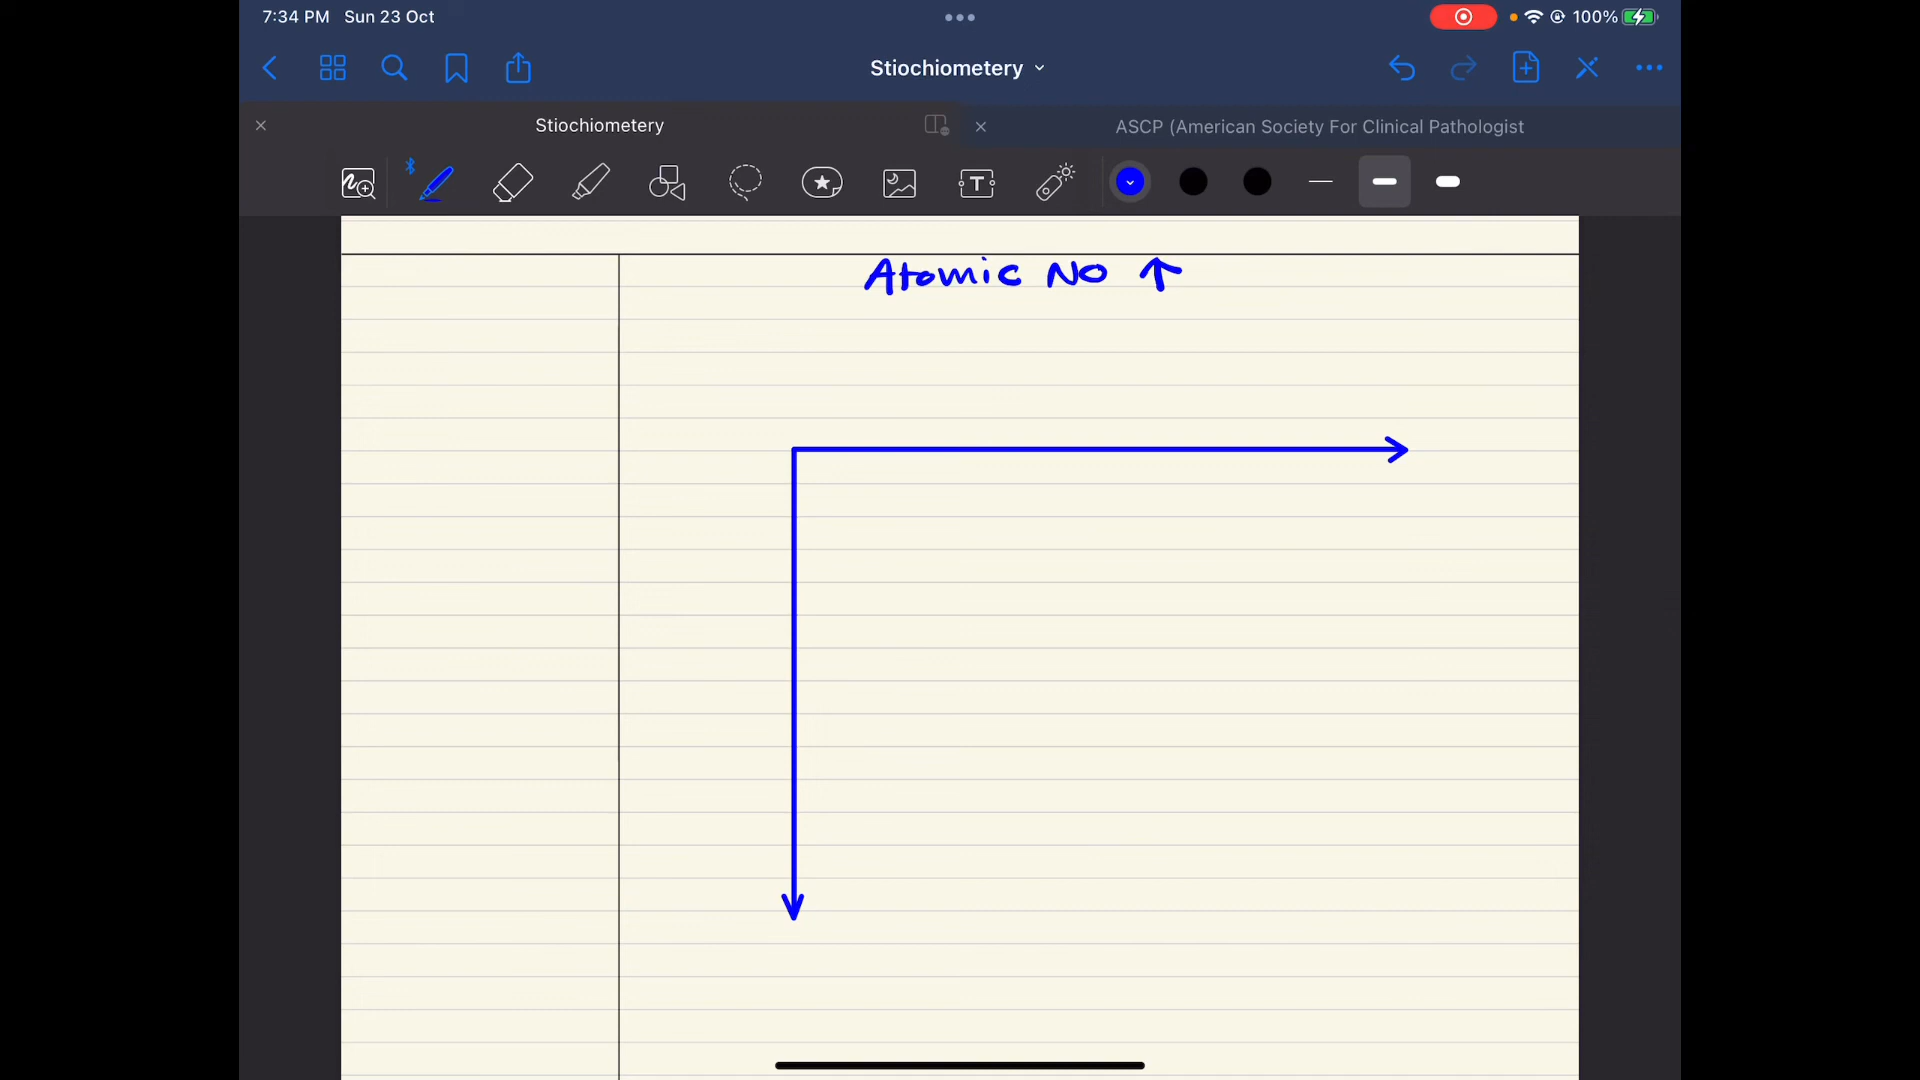 7:34 PM Sun 23 Oct 100%
Stiochiometery
Stiochiometery ASCP (American Society For Clinical Pathologist
T
Atomic NO ↑